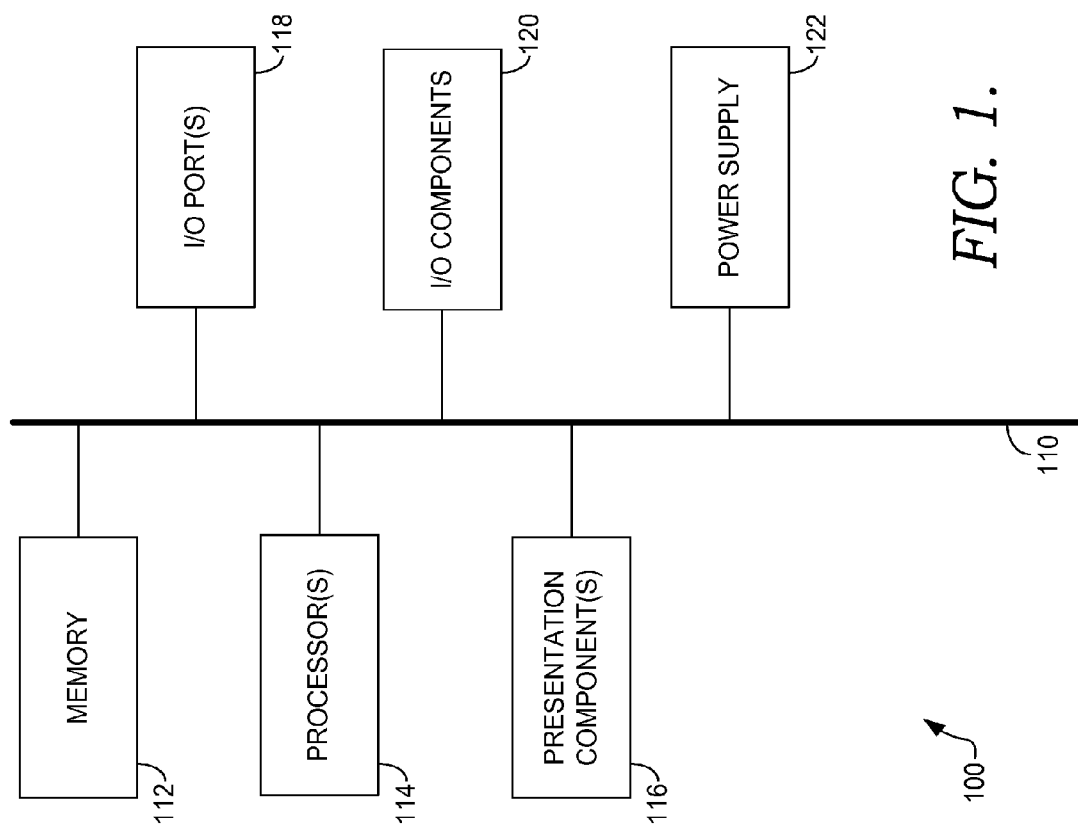 MEMORY
112
PROCESSOR(S)
114
PRESENTATION
COMPONENT(S)
116
I/O PORT(S)
118
I/O COMPONENTS
120
POWER SUPPLY
122
110
100
FIG. 1.